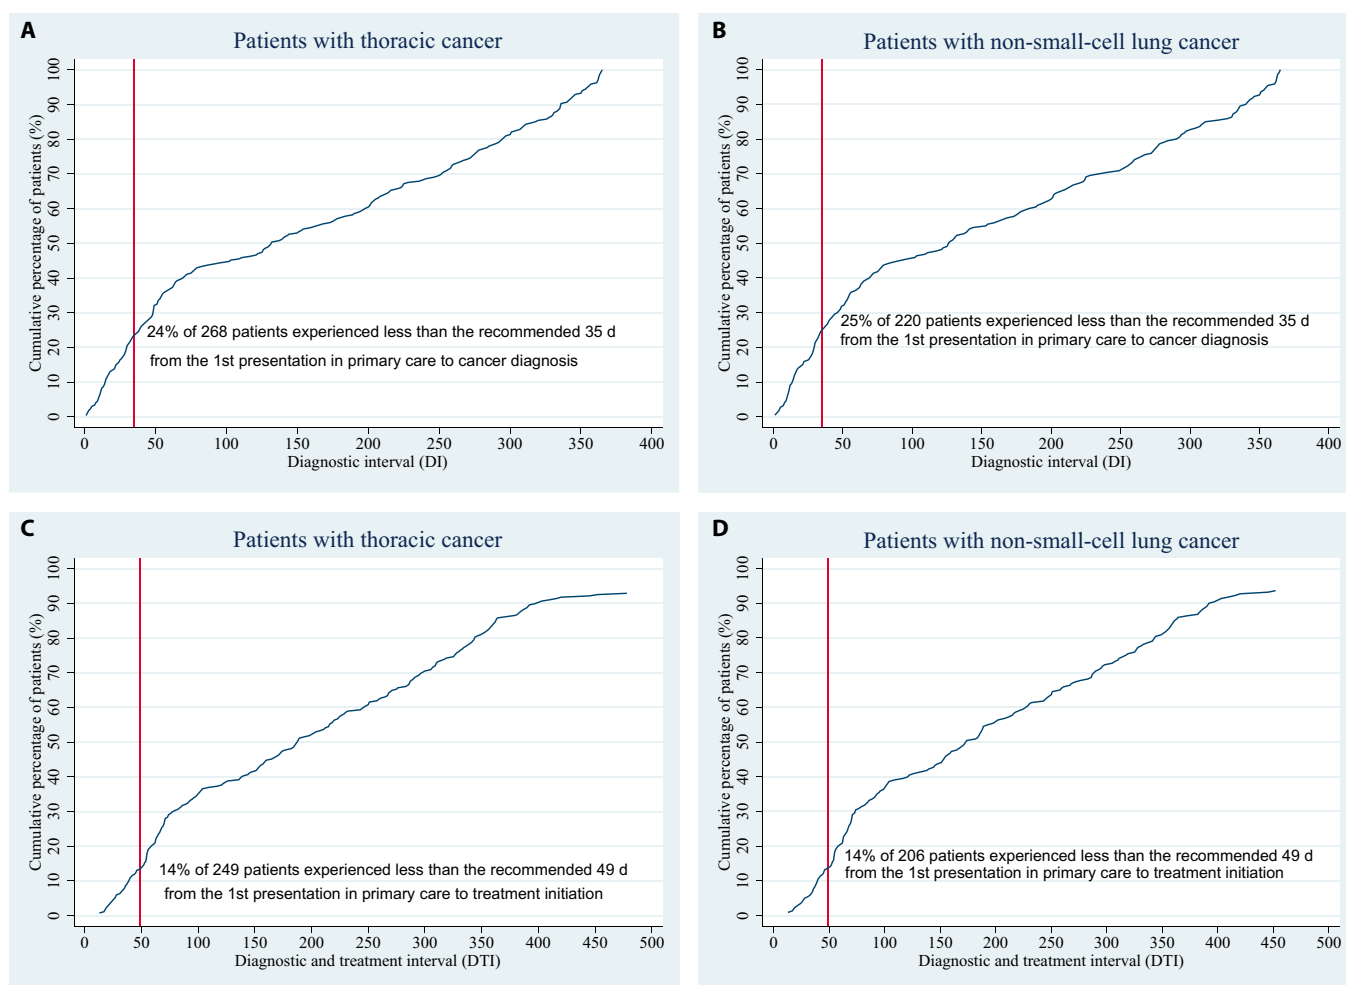 A
Patients with thoracic cancer
Cumulative percentage of patients (%)
100
90
80
70
60
50
40
30
20
10
0
24% of 268 patients experienced less than the recommended 35 d
from the 1st presentation in primary care to cancer diagnosis
0 50 100 150 200 250 300 350 400
Diagnostic interval (DI)
B
Patients with non-small-cell lung cancer
Cumulative percentage of patients (%)
100
90
80
70
60
50
40
30
20
10
0
25% of 220 patients experienced less than the recommended 35 d
from the 1st presentation in primary care to cancer diagnosis
0 50 100 150 200 250 300 350 400
Diagnostic interval (DI)
C
Patients with thoracic cancer
Cumulative percentage of patients (%)
100
90
80
70
60
50
40
30
20
10
0
14% of 249 patients experienced less than the recommended 49 d
from the 1st presentation in primary care to treatment initiation
0 50 100 150 200 250 300 350 400 450 500
Diagnostic and treatment interval (DTI)
D
Patients with non-small-cell lung cancer
Cumulative percentage of patients (%)
100
90
80
70
60
50
40
30
20
10
0
14% of 206 patients experienced less than the recommended 49 d
from the 1st presentation in primary care to treatment initiation
0 50 100 150 200 250 300 350 400 450 500
Diagnostic and treatment interval (DTI)